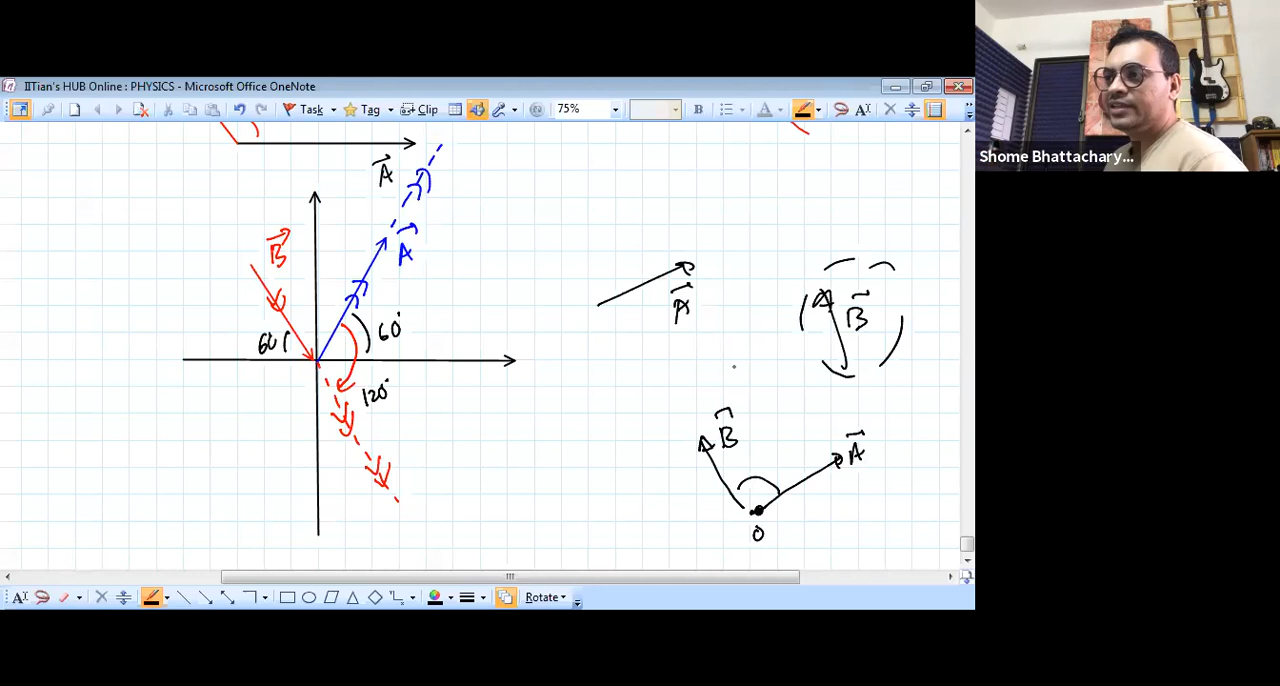 IITian's HUB Online : PHYSICS - Microsoft Office OneNote
Task
Tag
Clip
75%
B
A
Shome Bhattachary...
A
B
A
A
B
60°
60
120°
B
A
O
A
Rotate